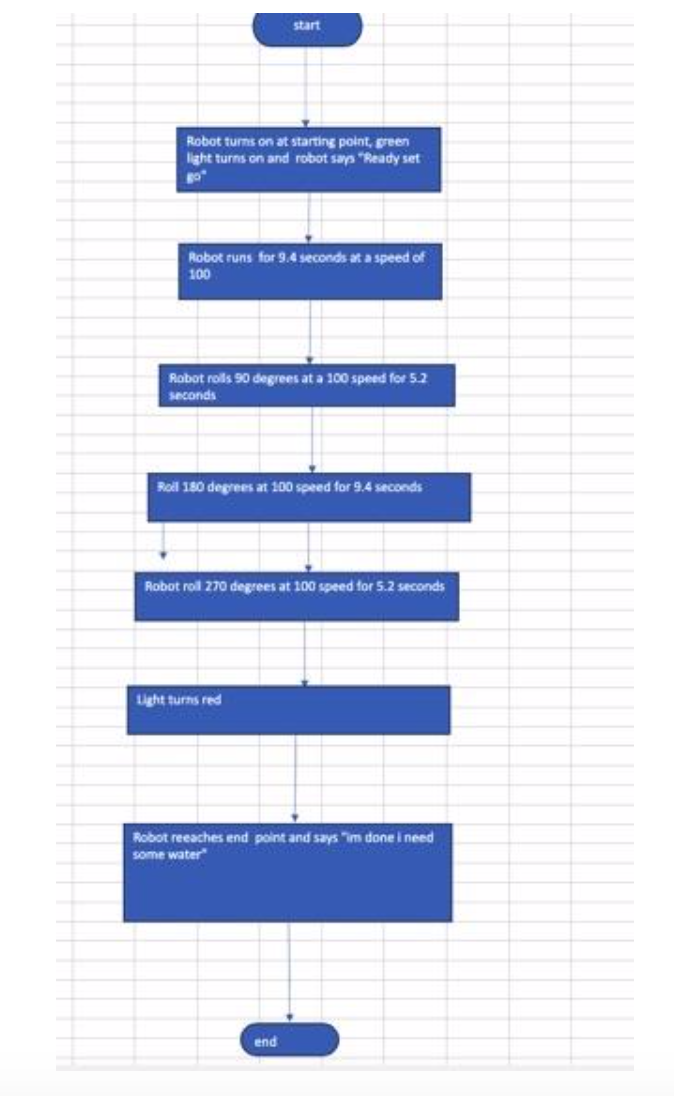 start
Robot turns on at starting point, green
light turns on and  robot says "Ready set
go"
Robot runs  for 9.4 seconds at a speed of
100
Robot rolls 90 degrees at a 100 speed for 5.2
seconds
Roll 180 degrees at 100 speed for 9.4 seconds
Robot roll 270 degrees at 100 speed for 5.2 seconds
Light turns red
Robot reeaches end  point and says "im done i need
some water"
end